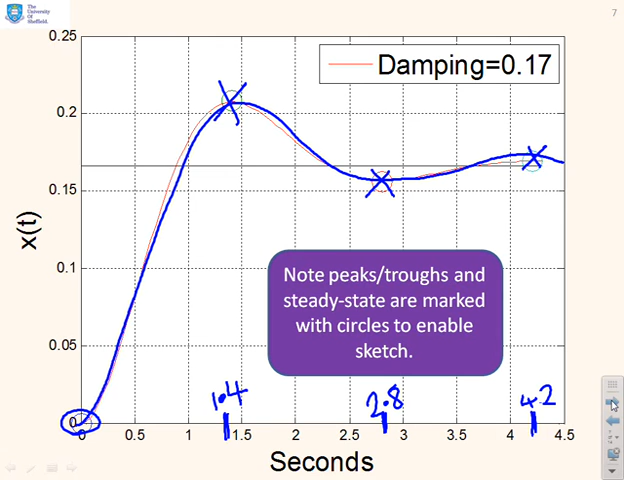 The
University
Of
Sheffield.
7
0.25
Damping=0.17
0.2
0.15
x(t)
0.1
Note peaks/troughs and
steady-state are marked
with circles to enable
sketch.
0.05
1.4 2.8 4.2
0
0 0.5 1 1.5 2 2.5 3 3.5 4 4.5
Seconds